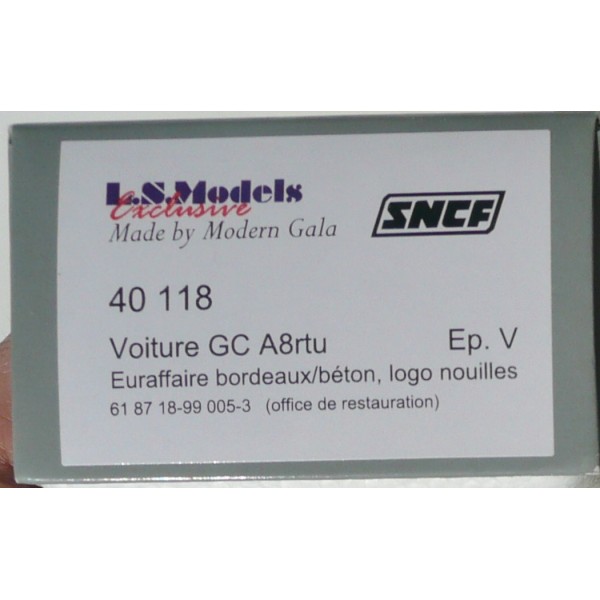 L.S.Models
Exclusive
Made by Modern Gala
SNCF
40 118
Voiture GC A8rtu Ep. V
Euraffaire bordeaux/béton, logo nouilles
61 87 18-99 005-3 (office de restauration)